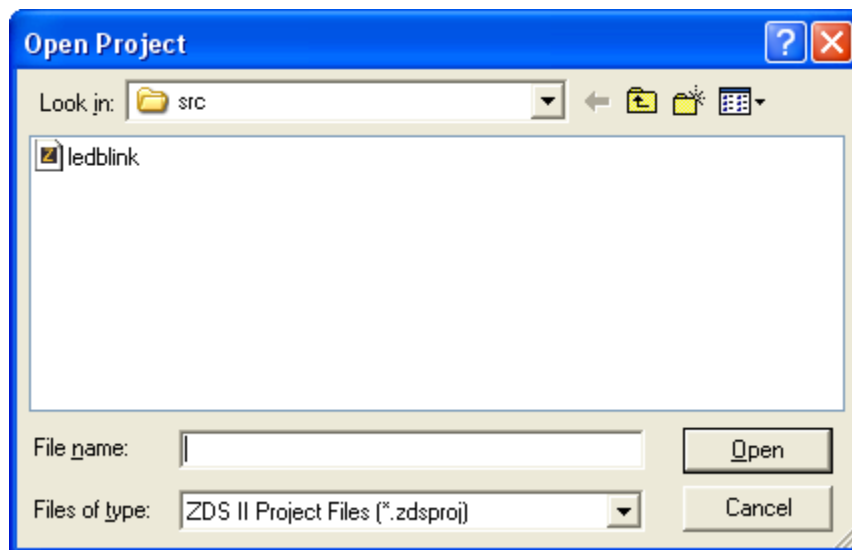 Open Project
Look in: src
ledblink
File name:
Open
Files of type: ZDS II Project Files (*.zdsproj)
Cancel